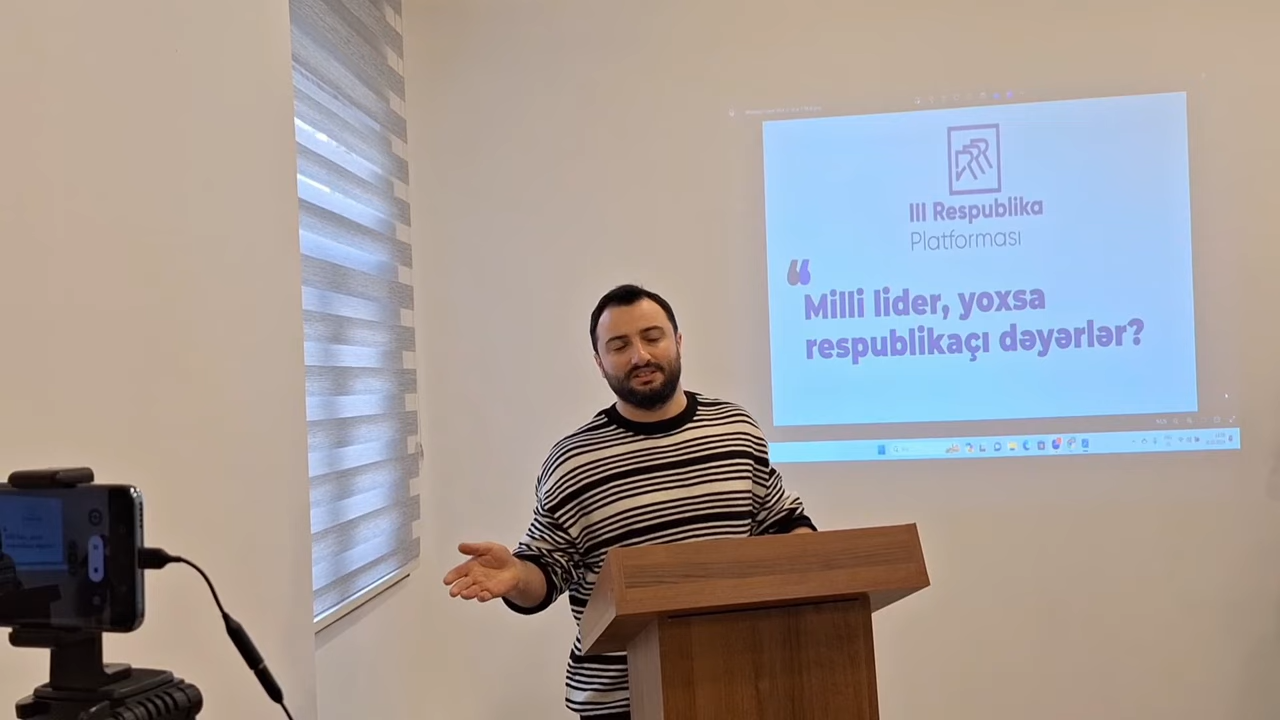 III Respublika
Platforması
“
Milli lider, yoxsa
respublikaçı dəyərlər?